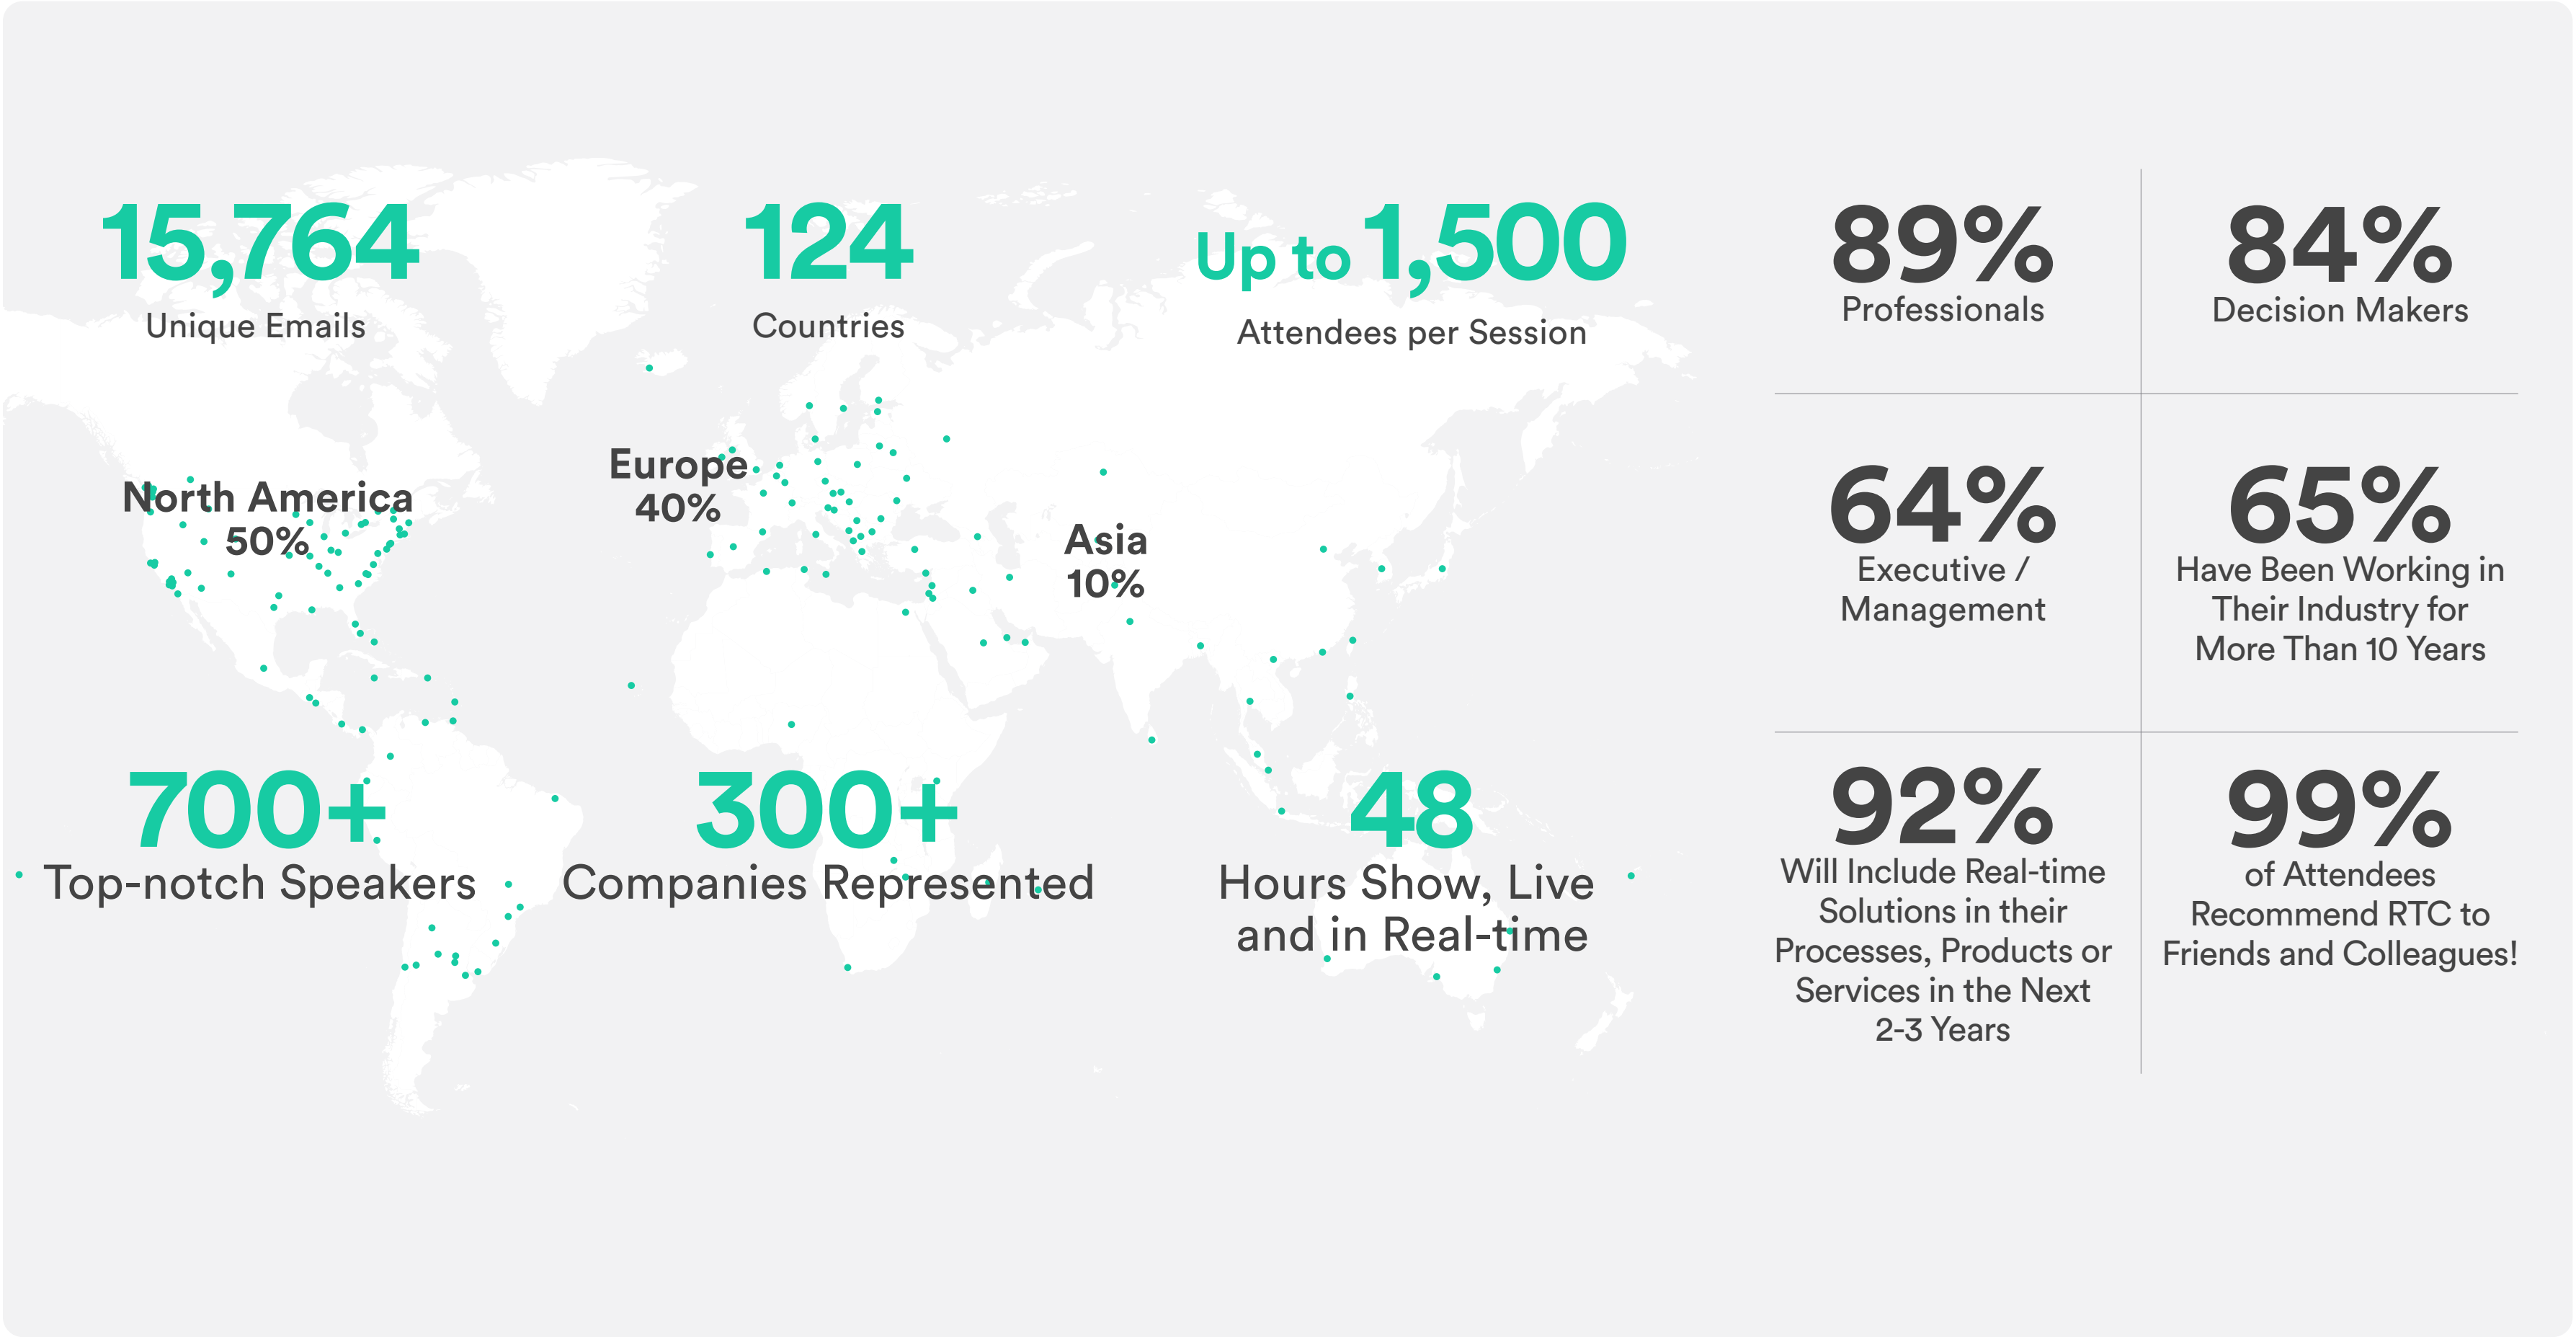 15,764
Unique Emails
124
Countries
Up to 1,500
Attendees per Session
North America
50%
Europe
40%
Asia
10%
700+
Top-notch Speakers
300+
Companies Represented
48
Hours Show, Live
and in Real-time
89%
Professionals
84%
Decision Makers
64%
Executive /
Management
65%
Have Been Working in
Their Industry for
More Than 10 Years
92%
Will Include Real-time
Solutions in their
Processes, Products or
Services in the Next
2-3 Years
99%
of Attendees
Recommend RTC to
Friends and Colleagues!